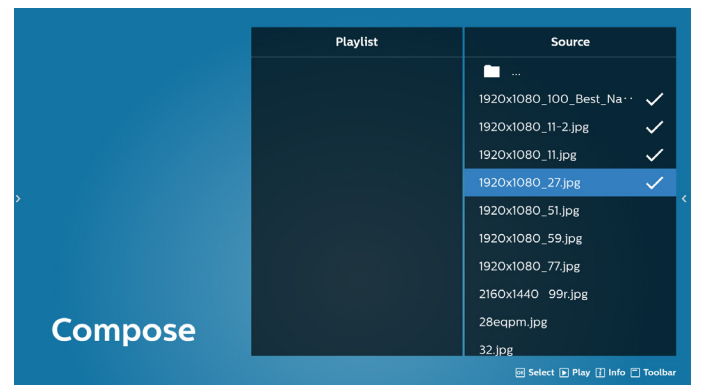 Playlist
Source
...
1920x1080_100_Best_Na··
1920x1080_11-2.jpg
1920x1080_11.jpg
1920x1080_27.jpg
1920x1080_51.jpg
1920x1080_59.jpg
1920x1080_77.jpg
2160x1440 99r.jpg
28eqpm.jpg
32.jpg
Compose
OK Select Play i Info Toolbar